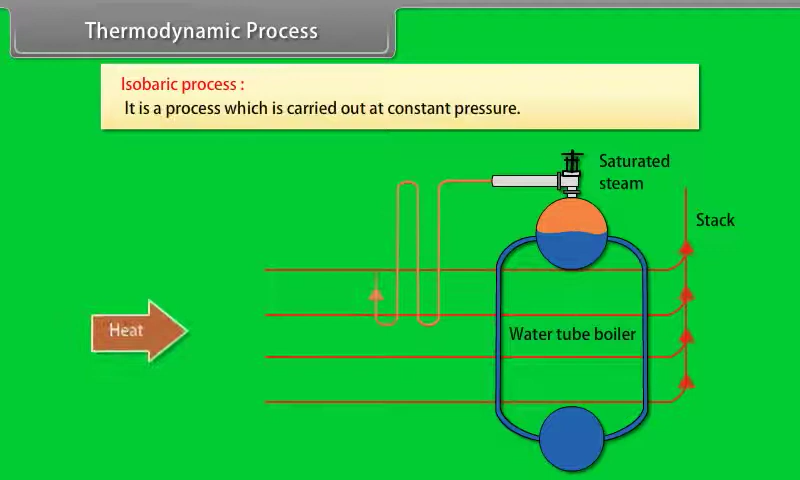 Thermodynamic Process
Isobaric process :
It is a process which is carried out at constant pressure.
Saturated
steam
Stack
Heat
Water tube boiler